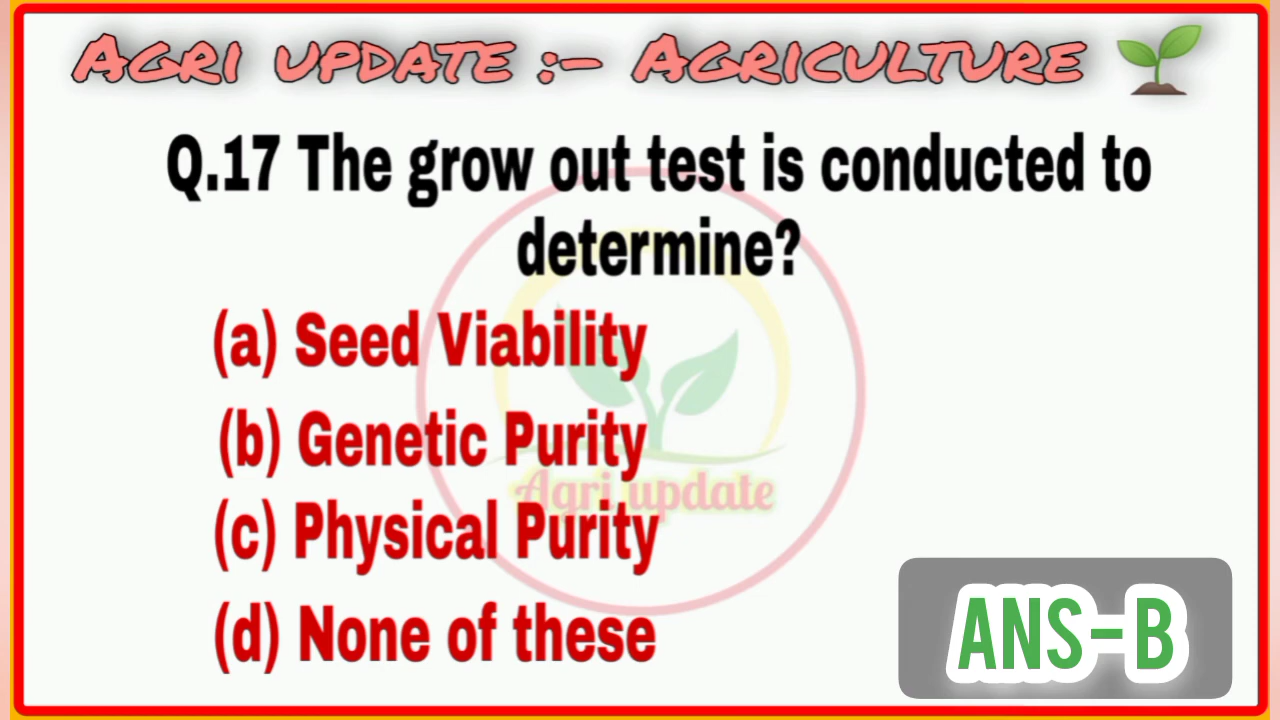 AGRI UPDATE :- AGRICULTURE
Q.17 The grow out test is conducted to
determine?
(a) Seed Viability
(b) Genetic Purity
(c) Physical Purity
(d) None of these
Agri update
ANS-B